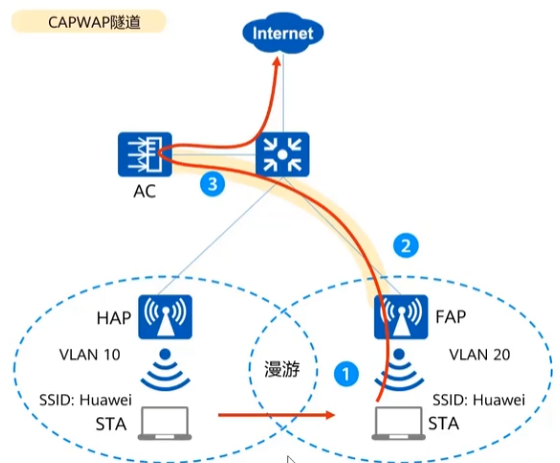 CAPWAP隧道
Internet
AC
3
2
HAP
FAP
VLAN 10
漫游
1
VLAN 20
SSID: Huawei
SSID: Huawei
STA
STA